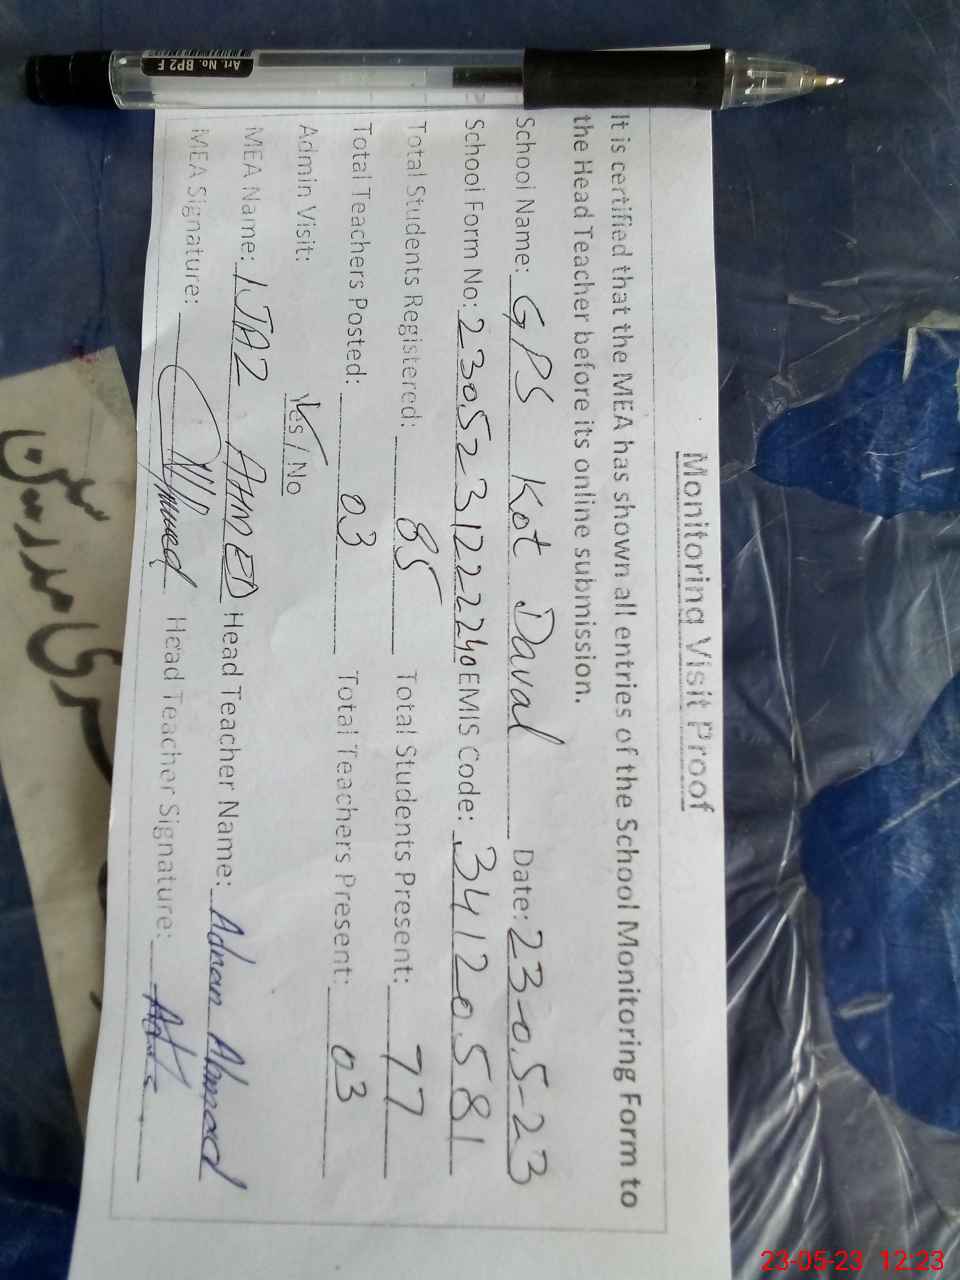 Monitoring Visit Proof
It is certified that the MEA has shown all entries of the School Monitoring Form to
the Head Teacher before its online submission.
School Name: GPS Kot Daval Date: 23-05-23
School Form No: 23052312224o EMIS Code: 34120581
Total Students Registered: 85 Total Students Present: 77
Total Teachers Posted: 03 Total Teachers Present: 03
Admin Visit: Yes / No
MEA Name: IJAZ AHMED Head Teacher Name: Adnan Ahmad
MEA Signature: Ahmed Head Teacher Signature:
Art. No. BP2 F
23-05-23 12:23